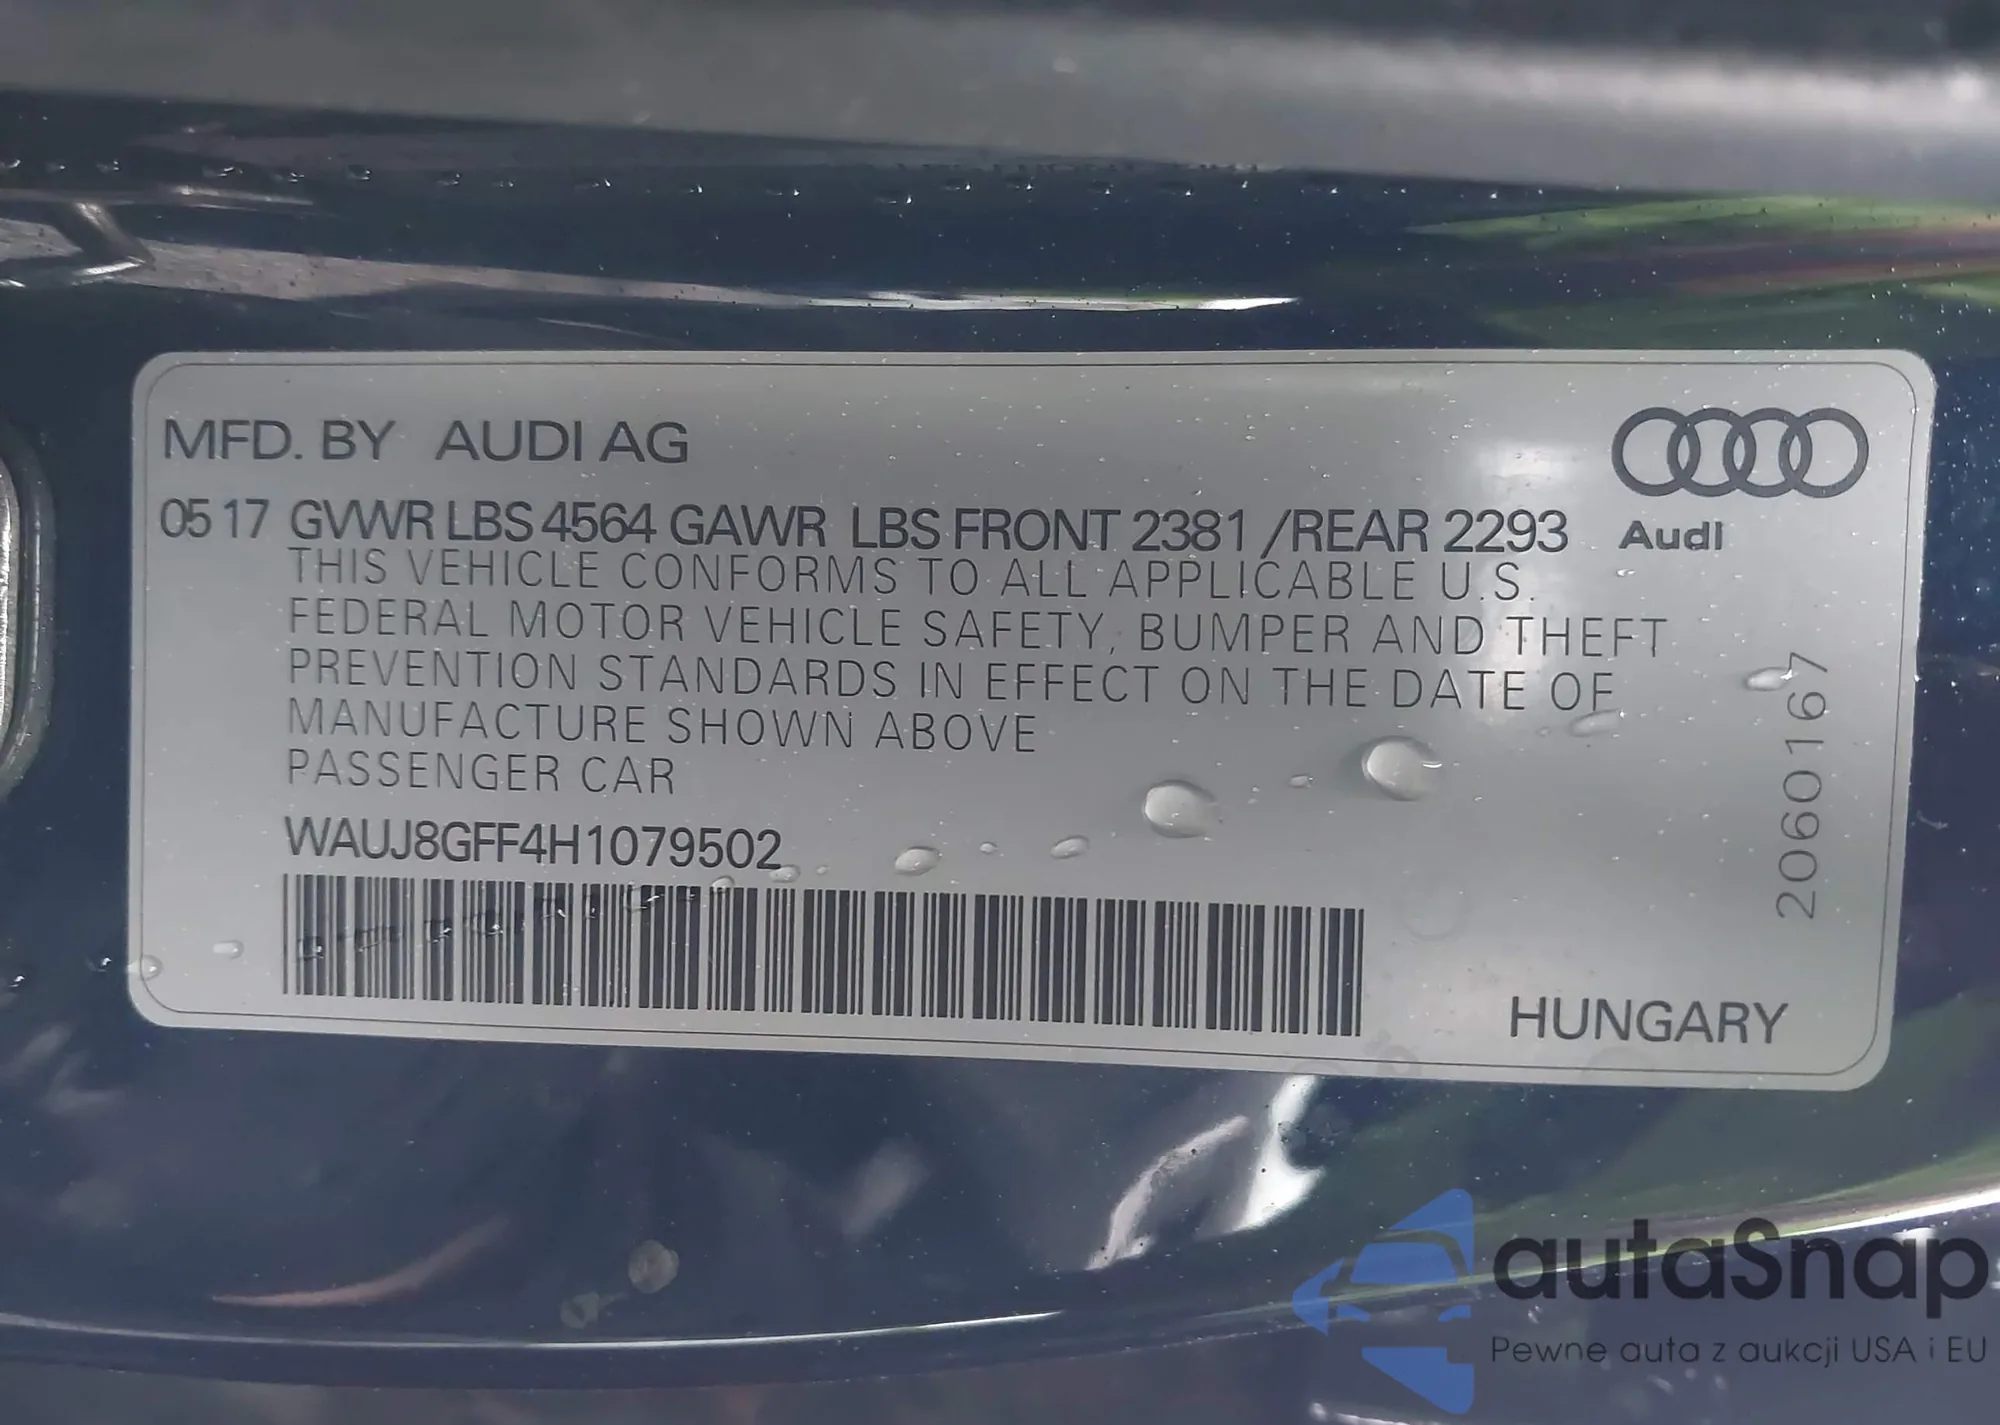 MFD. BY AUDI AG
05 17 GVWR LBS 4564 GAWR LBS FRONT 2381 /REAR 2293
Audi
THIS VEHICLE CONFORMS TO ALL APPLICABLE U.S.
FEDERAL MOTOR VEHICLE SAFETY, BUMPER AND THEFT
PREVENTION STANDARDS IN EFFECT ON THE DATE OF
MANUFACTURE SHOWN ABOVE
PASSENGER CAR
WAUJ8GFF4H1079502
2060167
HUNGARY
autaSnap
Pewne auta z aukcji USA i EU